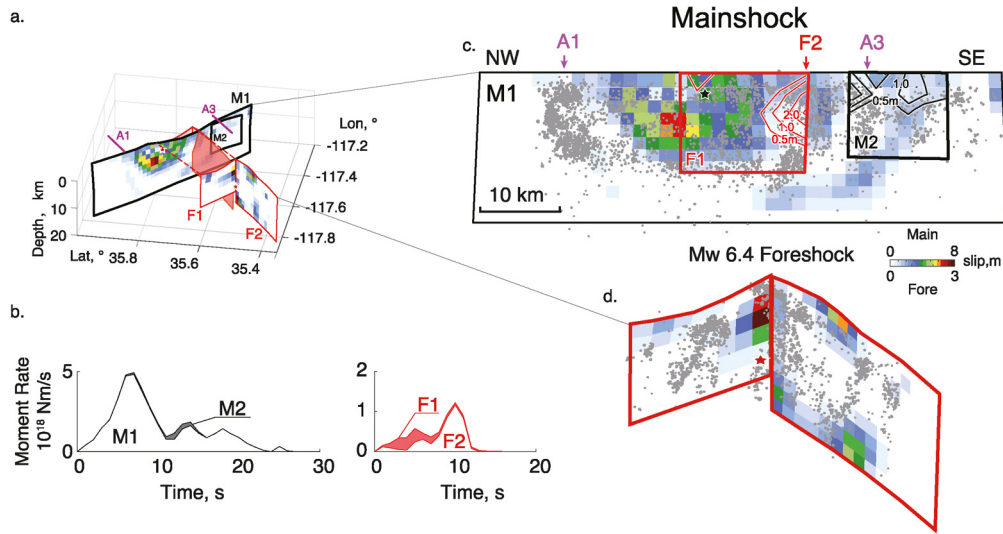 a.
A3
M1
A1
M2
Lon, °
-117.2
-117.4
-117.6
-117.8
0
10
20
Depth, km
F1
F2
Lat, °
35.8
35.6
35.4
Mainshock
c.
NW
A1
F2
A3
SE
M1
1.0
0.5m
2.0
1.0
0.5m
M2
F1
10 km
Main
0 8
slip,m
0 3
Fore
Mw 6.4 Foreshock
d.
b.
Moment Rate
10¹⁸ Nm/s
5
0
M1
M2
0 10 20 30
Time, s
2
1
0
F1
F2
0 10 20
Time, s